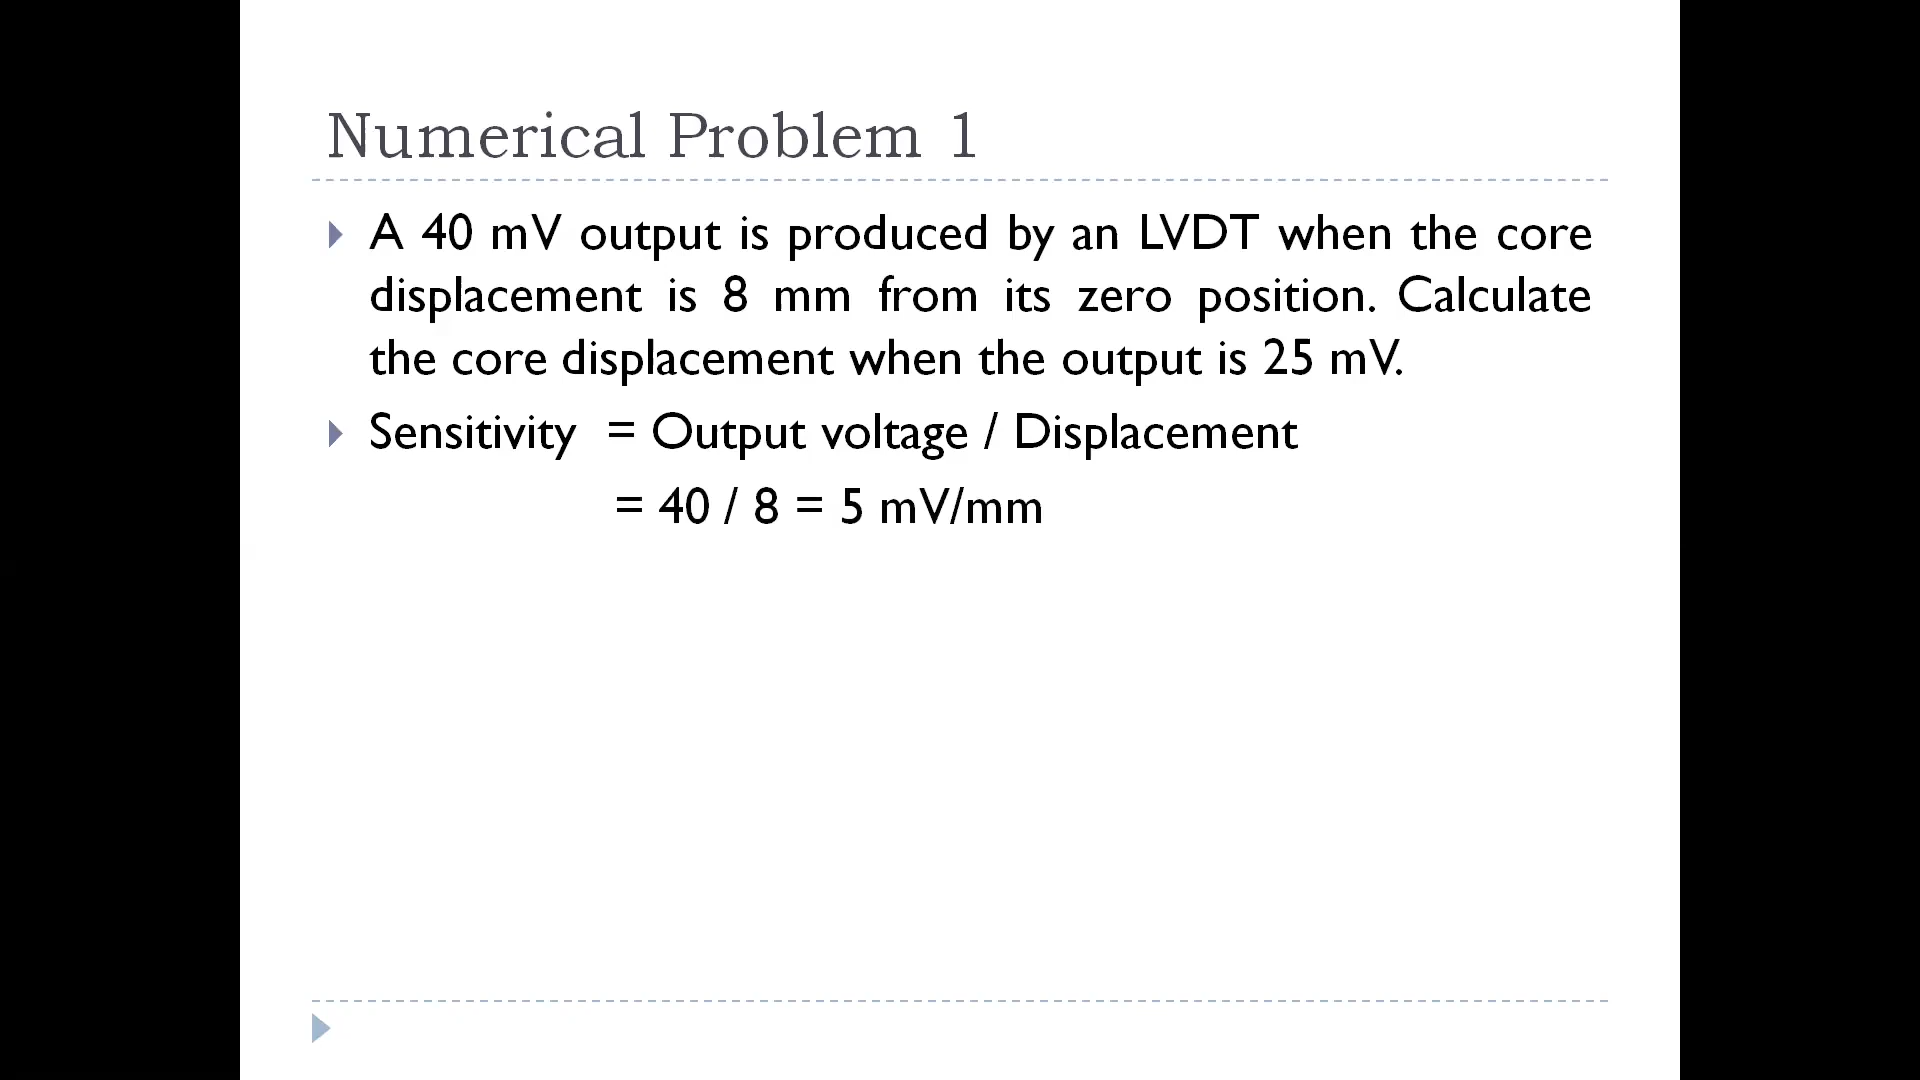 Numerical Problem 1
A 40 mV output is produced by an LVDT when the core
displacement is 8 mm from its zero position. Calculate
the core displacement when the output is 25 mV.
Sensitivity = Output voltage / Displacement
= 40 / 8 = 5 mV/mm